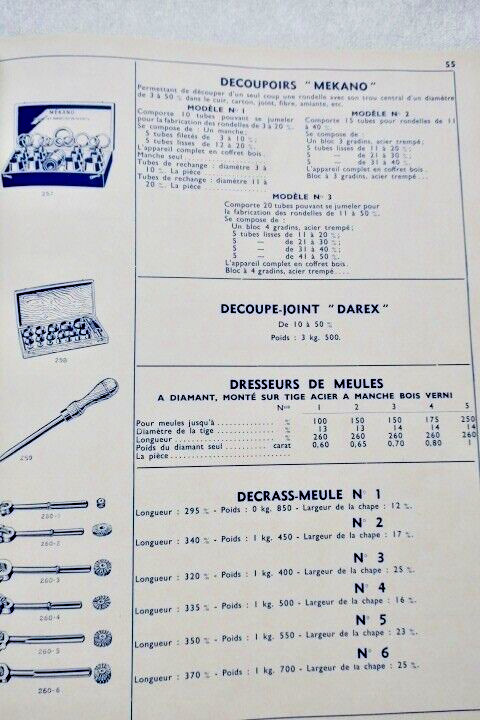 55
DECOUPOIRS "MEKANO"
Permettant de découper d'un seul coup une rondelle avec son trou central d'un diamètre
de 3 à 50 % dans le cuir, carton, joint, fibre, amiante, etc.
MODÈLE N° 1
Comporte 10 tubes pouvant se jumeler
pour la fabrication des rondelles de 3 à 20 %.
Se compose de : Un manche ;
5 tubes filetés de 3 à 10 % ;
5 tubes lisses de 12 à 20 %.
L'appareil complet en coffret bois.
Manche seul
Tubes de rechange : diamètre 3 à
10 %. La pièce
Tubes de rechange : diamètre 11 à
20 %. La pièce
MODÈLE N° 2
Comporte 15 tubes pour rondelles de 11
à 40 %.
Se compose de :
Un bloc 3 gradins, acier trempé ;
5 tubes lisses de 11 à 20 % ;
5 — de 21 à 30 % ;
5 — de 31 à 40 %.
L'appareil complet en coffret bois.
Bloc à 3 gradins, acier trempé....
MODÈLE N° 3
Comporte 20 tubes pouvant se jumeler pour
la fabrication des rondelles de 11 à 50 %.
Se compose de :
Un bloc 4 gradins, acier trempé ;
5 tubes lisses de 11 à 20 % ;
5 — de 21 à 30 % ;
5 — de 31 à 40 % ;
5 — de 41 à 50 %.
L'appareil complet en coffret bois.
Bloc à 4 gradins, acier trempé....
MEKANO
257
DECOUPE-JOINT "DAREX"
De 10 à 50 %
Poids : 3 kg. 500.
258
DRESSEURS DE MEULES
A DIAMANT, MONTÉ SUR TIGE ACIER A MANCHE BOIS VERNI
Nos 1 2 3 4 5
Pour meules jusqu'à 100 150 150 175 250
Diamètre de la tige 13 13 14 14 14
Longueur 260 260 260 260 260
Poids du diamant seul carat 0,60 0,65 0,70 0,80 1
La pièce
259
DECRASS-MEULE N° 1
Longueur : 295 % - Poids : 0 kg. 850 - Largeur de la chape : 12 %.
260-1
N° 2
Longueur : 340 % - Poids : 1 kg. 450 - Largeur de la chape : 17 %.
260-2
N° 3
Longueur : 320 % - Poids : 1 kg. 400 - Largeur de la chape : 25 %.
260-3
N° 4
Longueur : 335 % - Poids : 1 kg. 500 - Largeur de la chape : 16 %.
260-4
N° 5
Longueur : 350 % - Poids : 1 kg. 550 - Largeur de la chape : 23 %.
260-5
N° 6
Longueur : 370 % - Poids : 1 kg. 700 - Largeur de la chape : 25 %.
260-6